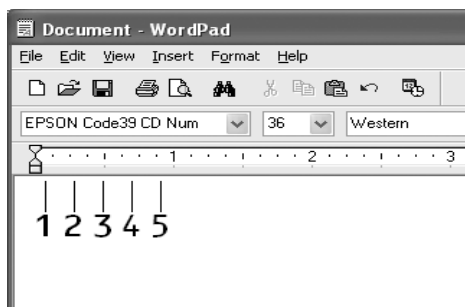 Document - WordPad
File Edit View Insert Format Help
EPSON Code39 CD Num 36 Western
1 2 3
1 2 3 4 5